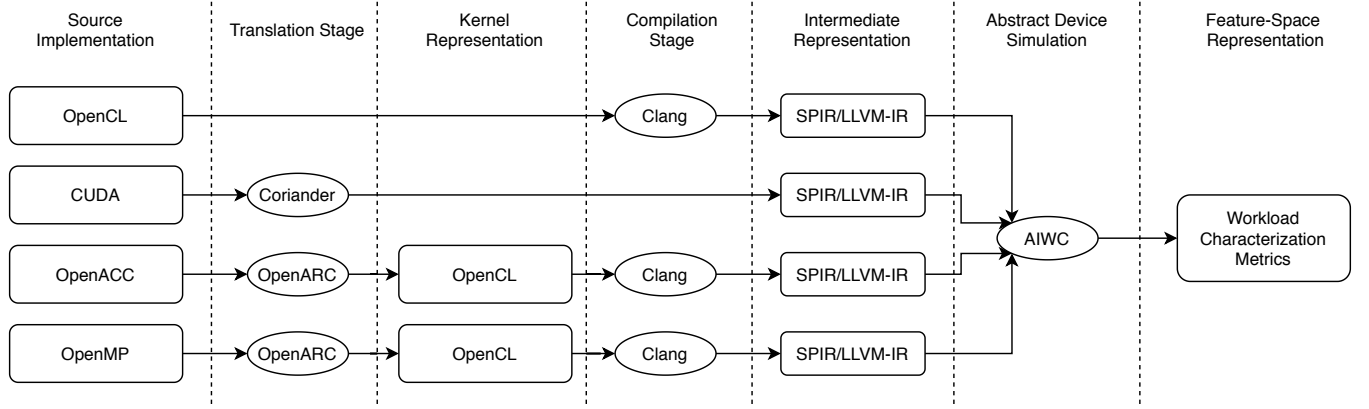 Source
Implementation
Translation Stage
Kernel
Representation
Compilation
Stage
Intermediate
Representation
Abstract Device
Simulation
Feature-Space
Representation
OpenCL
Clang
SPIR/LLVM-IR
CUDA
Coriander
SPIR/LLVM-IR
AIWC
Workload
Characterization
Metrics
OpenACC
OpenARC
OpenCL
Clang
SPIR/LLVM-IR
OpenMP
OpenARC
OpenCL
Clang
SPIR/LLVM-IR